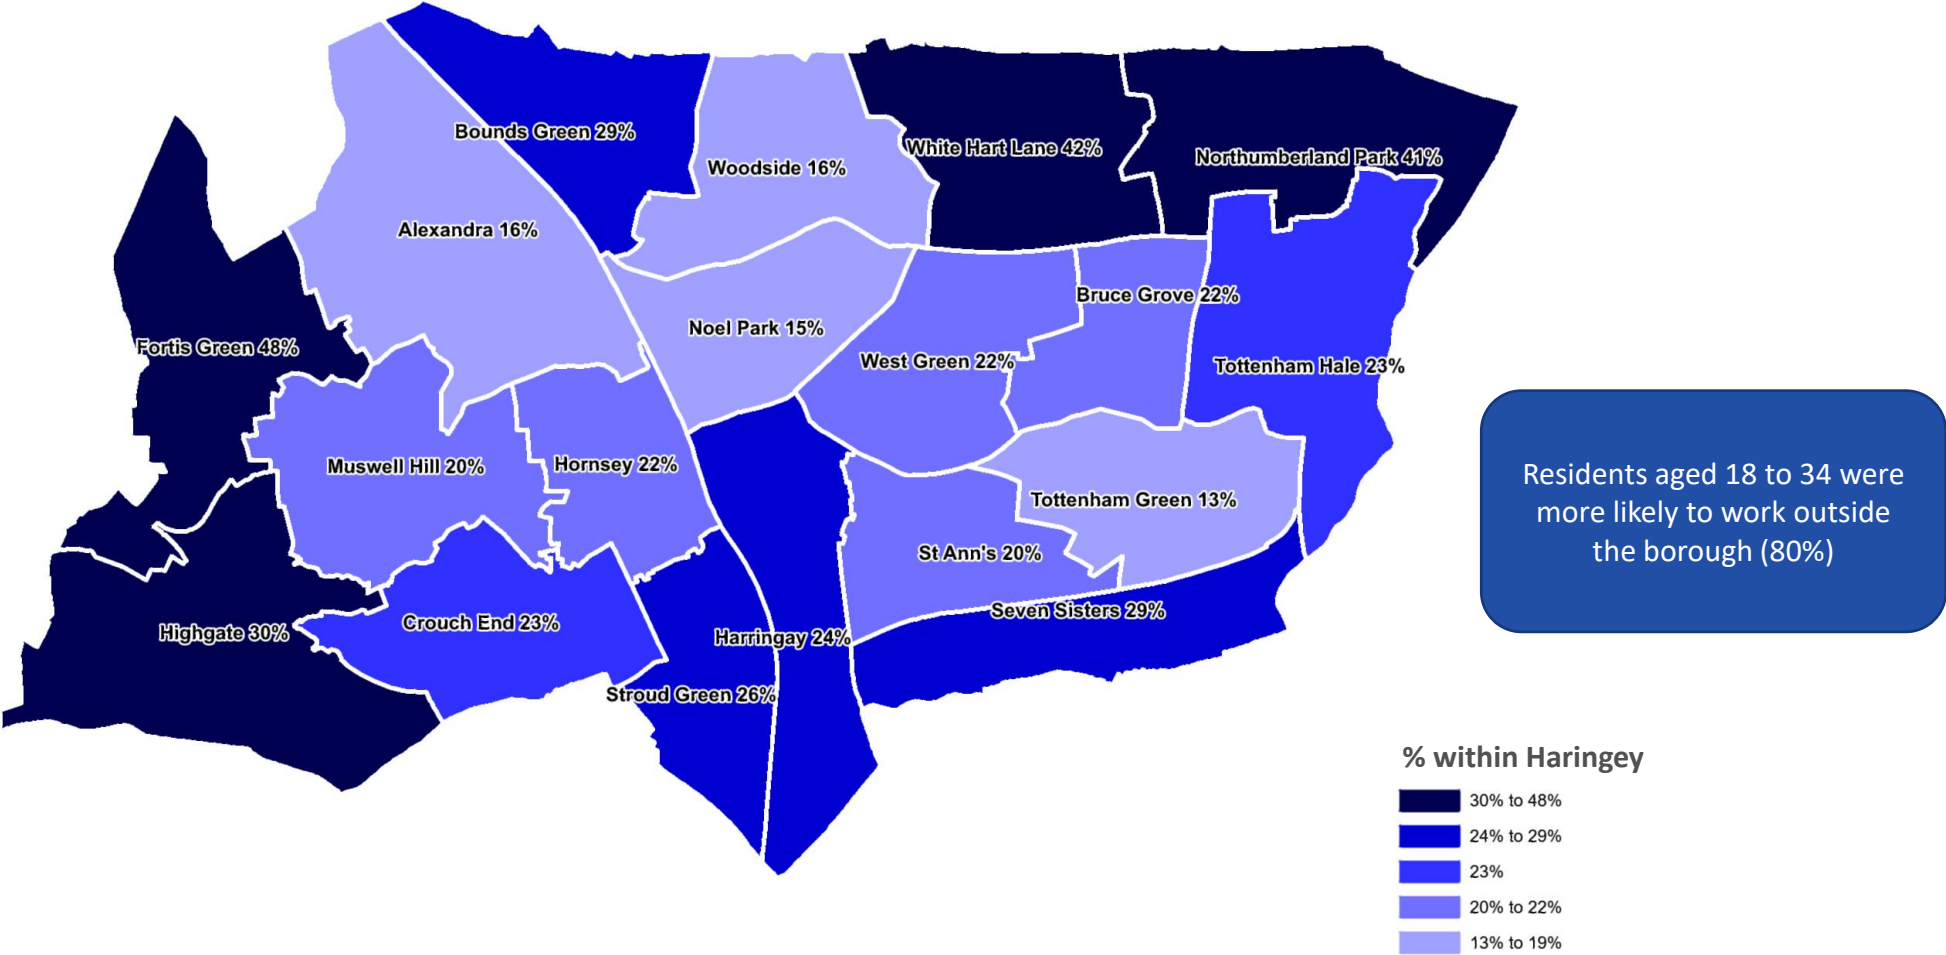 Bounds Green 29%
Woodside 16%
White Hart Lane 42%
Northumberland Park 41%
Alexandra 16%
Bruce Grove 22%
Noel Park 15%
Fortis Green 48%
West Green 22%
Tottenham Hale 23%
Muswell Hill 20%
Hornsey 22%
Tottenham Green 13%
St Ann's 20%
Seven Sisters 29%
Crouch End 23%
Highgate 30%
Harringay 24%
Stroud Green 26%
Residents aged 18 to 34 were
more likely to work outside
the borough (80%)
% within Haringey
30% to 48%
24% to 29%
23%
20% to 22%
13% to 19%